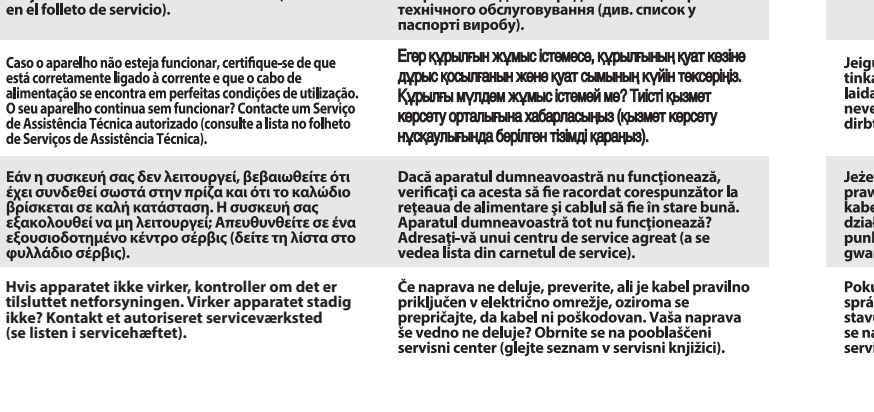 en el folleto de servicio).
Caso o aparelho não esteja funcionar, certifique-se de que
está corretamente ligado à corrente e que o cabo de
alimentação se encontra em perfeitas condições de utilização.
O seu aparelho continua sem funcionar? Contacte um Serviço
de Assistência Técnica autorizado (consulte a lista no folheto
de Serviços de Assistência Técnica).
Εάν η συσκευή σας δεν λειτουργεί, βεβαιωθείτε ότι
έχει συνδεθεί σωστά στην πρίζα και ότι το καλώδιο
βρίσκεται σε καλή κατάσταση. Η συσκευή σας
εξακολουθεί να μη λειτουργεί; Απευθυνθείτε σε ένα
εξουσιοδοτημένο κέντρο σέρβις (δείτε τη λίστα στο
φυλλάδιο σέρβις).
Hvis apparatet ikke virker, kontroller om det er
tilsluttet netforsyningen. Virker apparatet stadig
ikke? Kontakt et autoriseret serviceværksted
(se listen i servicehæftet).
технічного обслуговування (див. список у
паспорті виробу).
Егер құрылғын жұмыс істемесе, құрылғының қуат көзіне
дұрыс қосылғанын және қуат сымының күйін тексеріңіз.
Құрылғы мүлдем жұмыс істемей ме? Тиісті қызмет
көрсету орталығына хабарласыңыз (қызмет көрсету
нұсқаулығында берілген тізімді қараңыз).
Dacă aparatul dumneavoastră nu funcţionează,
verificaţi ca acesta să fie racordat corespunzător la
reţeaua de alimentare şi cablul să fie în stare bună.
Aparatul dumneavoastră tot nu funcţionează?
Adresaţi-vă unui centru de service agreat (a se
vedea lista din carnetul de service).
Če naprava ne deluje, preverite, ali je kabel pravilno
priključen v električno omrežje, oziroma se
prepričajte, da kabel ni poškodovan. Vaša naprava
še vedno ne deluje? Obrnite se na pooblaščeni
servisni center (glejte seznam v servisni knjižici).